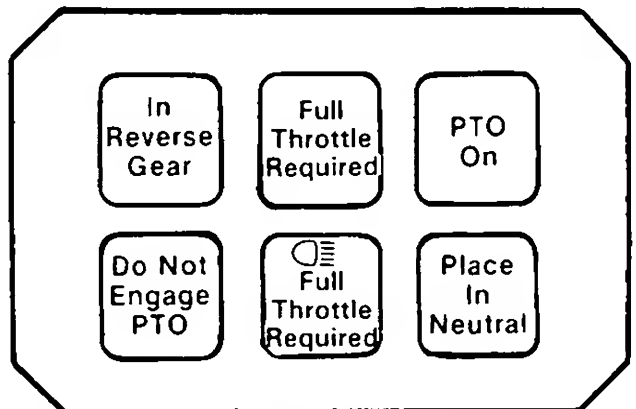 In
Reverse
Gear
Full
Throttle
Required
PTO
On
Do Not
Engage
PTO
Full
Throttle
Required
Place
In
Neutral